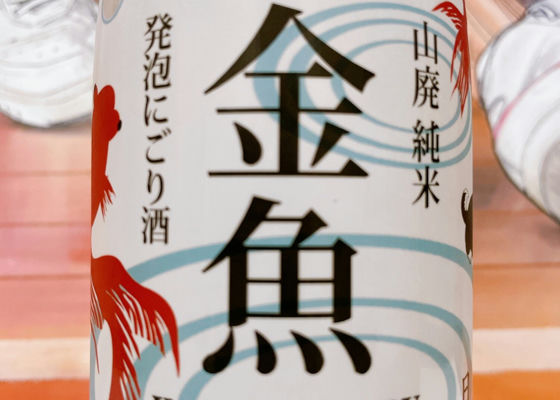 山廃 純米
金魚
発泡にごり酒